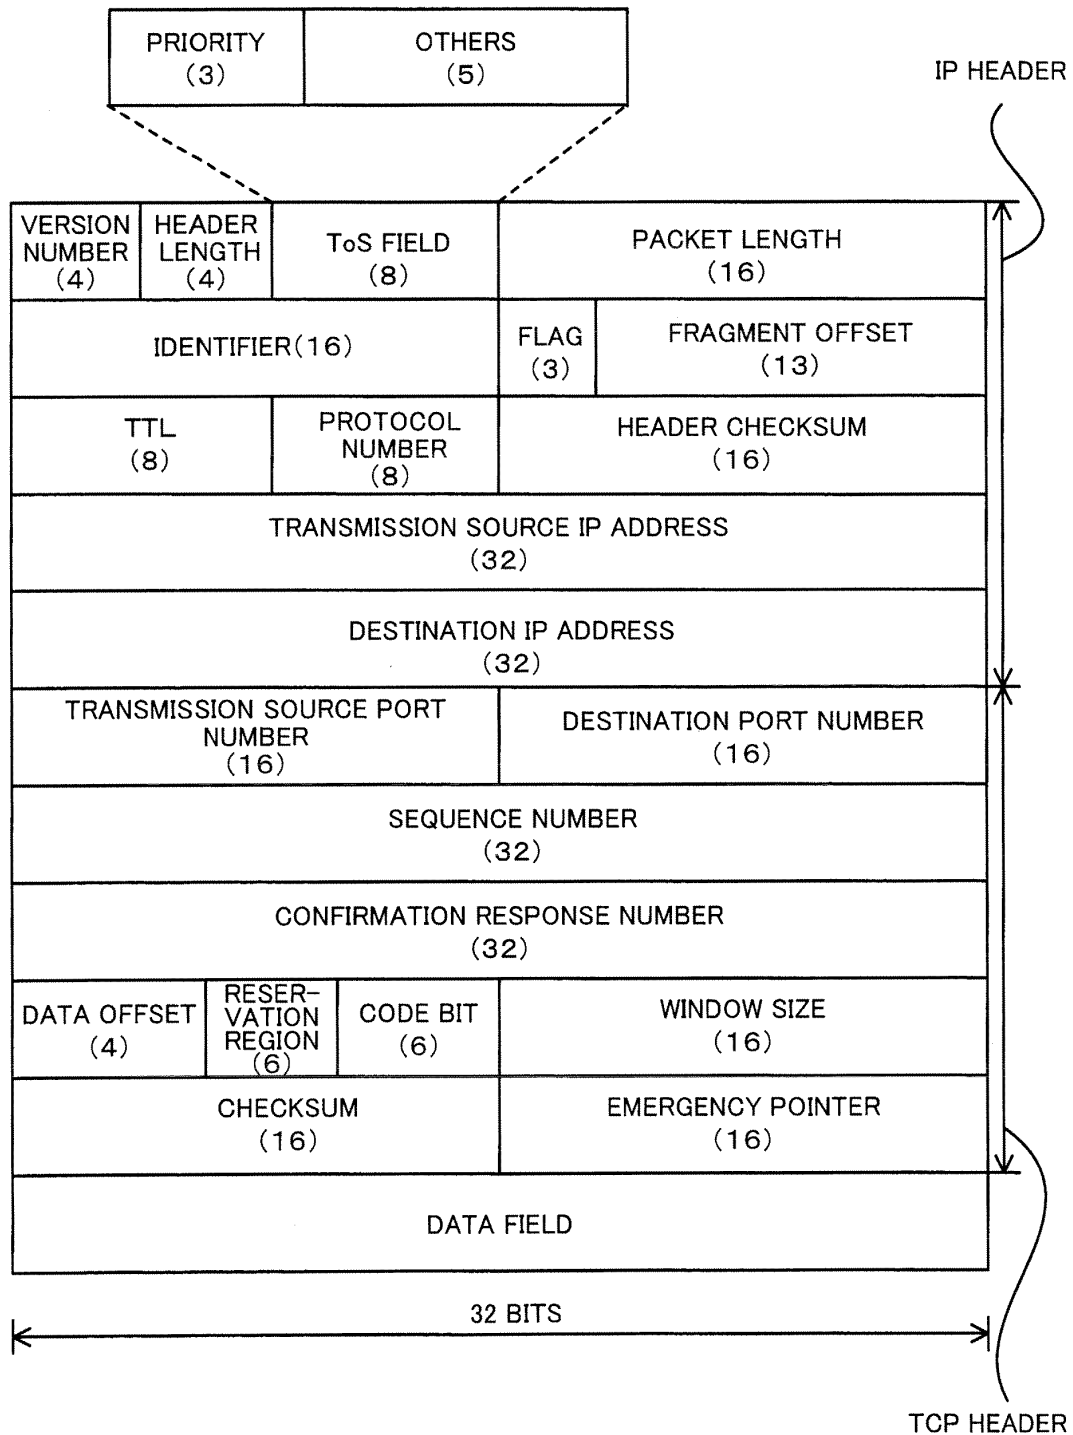 PRIORITY
(3)
OTHERS
(5)
IP HEADER
VERSION
NUMBER
(4)
HEADER
LENGTH
(4)
ToS FIELD
(8)
PACKET LENGTH
(16)
IDENTIFIER(16)
FLAG
(3)
FRAGMENT OFFSET
(13)
TTL
(8)
PROTOCOL
NUMBER
(8)
HEADER CHECKSUM
(16)
TRANSMISSION SOURCE IP ADDRESS
(32)
DESTINATION IP ADDRESS
(32)
TRANSMISSION SOURCE PORT
NUMBER
(16)
DESTINATION PORT NUMBER
(16)
SEQUENCE NUMBER
(32)
CONFIRMATION RESPONSE NUMBER
(32)
DATA OFFSET
(4)
RESER-
VATION
REGION
(6)
CODE BIT
(6)
WINDOW SIZE
(16)
CHECKSUM
(16)
EMERGENCY POINTER
(16)
DATA FIELD
32 BITS
TCP HEADER